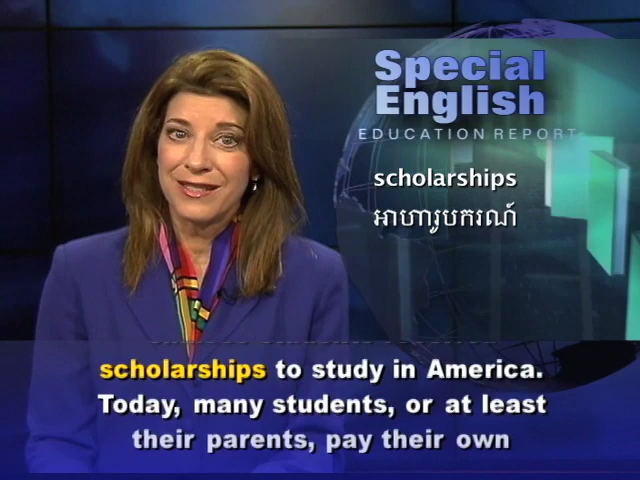 Special
English
EDUCATION REPORT
scholarships
អាហារូបករណ៍
scholarships to study in America.
Today, many students, or at least
their parents, pay their own